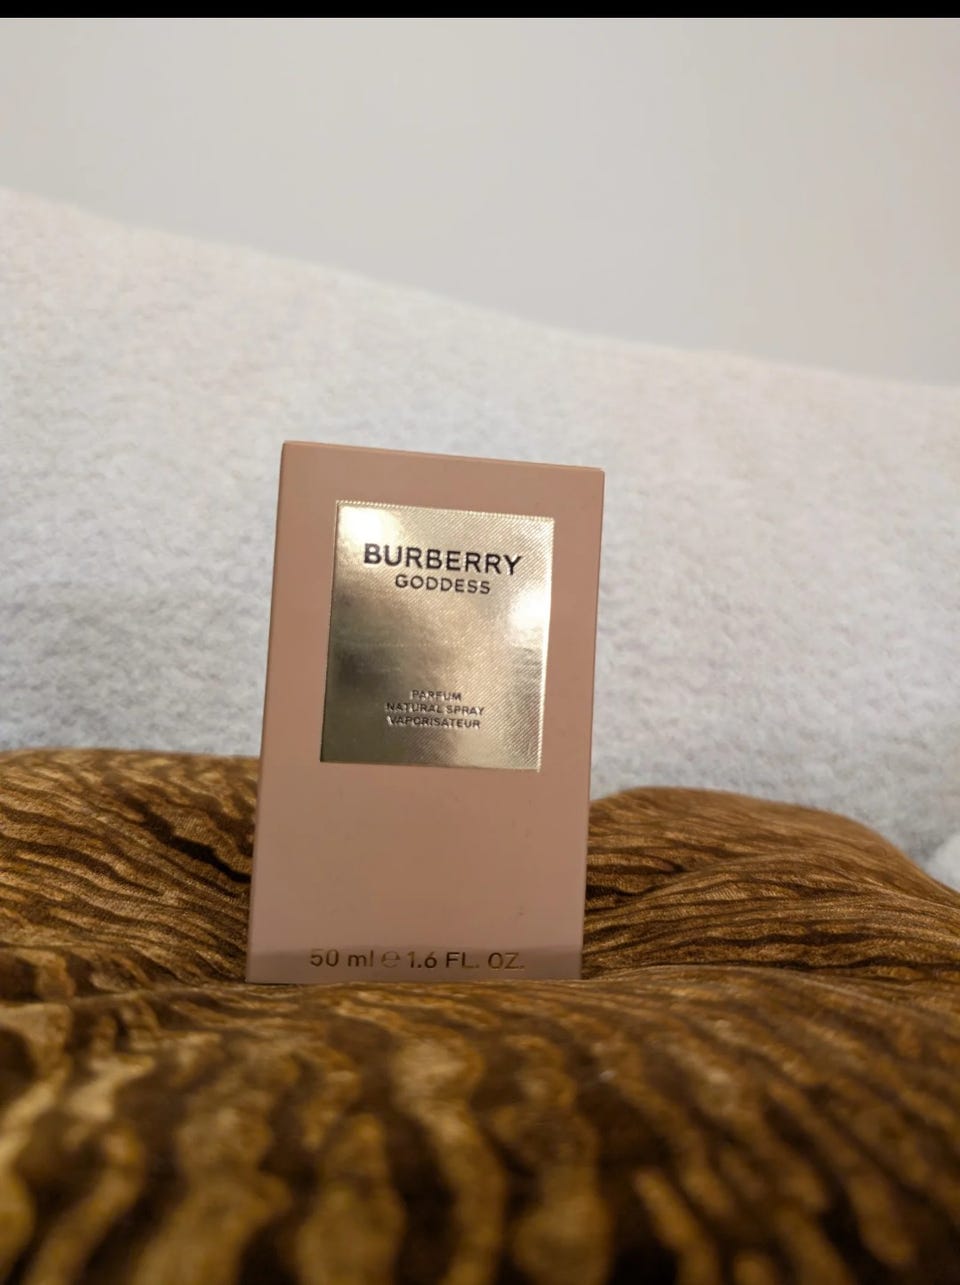 BURBERRY
GODDESS
PARFUM
NATURAL SPRAY
VAPORISATEUR
50 ml ℮ 1.6 FL. OZ.